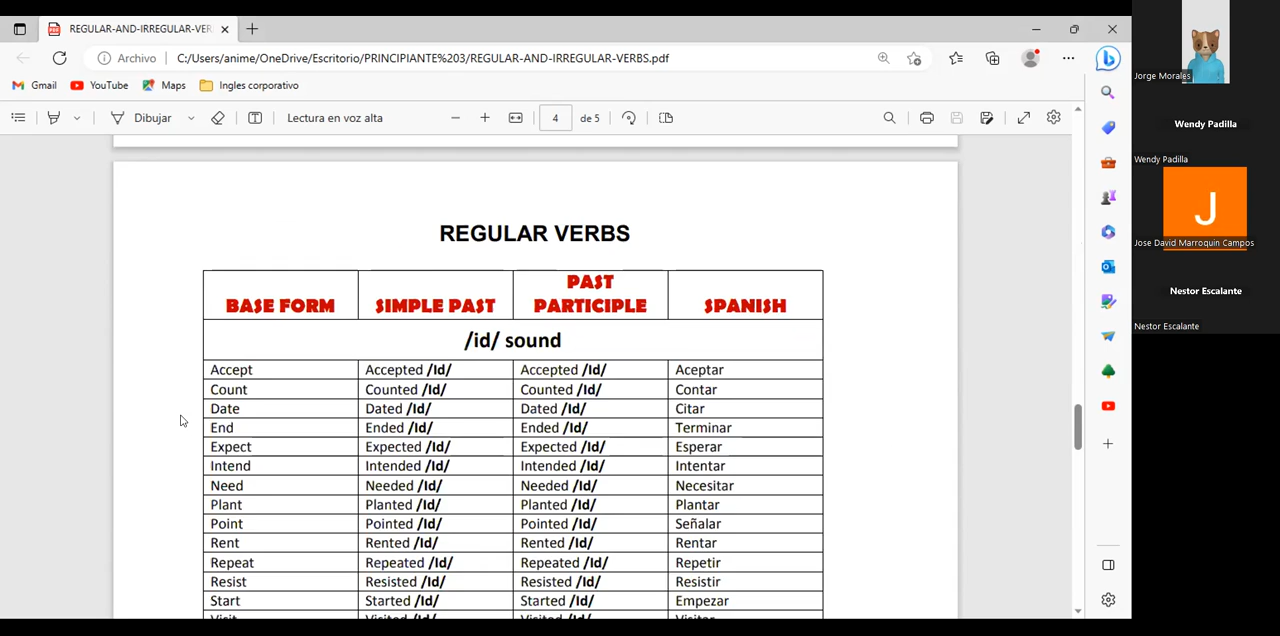 REGULAR-AND-IRREGULAR-VER
Archivo C:/Users/anime/OneDrive/Escritorio/PRINCIPIANTE%203/REGULAR-AND-IRREGULAR-VERBS.pdf
Gmail YouTube Maps Ingles corporativo
Dibujar Lectura en voz alta 4 de 5
REGULAR VERBS
BASE FORM SIMPLE PAST PAST PARTICIPLE SPANISH
/id/ sound
Accept Accepted /Id/ Accepted /Id/ Aceptar
Count Counted /Id/ Counted /Id/ Contar
Date Dated /Id/ Dated /Id/ Citar
End Ended /Id/ Ended /Id/ Terminar
Expect Expected /Id/ Expected /Id/ Esperar
Intend Intended /Id/ Intended /Id/ Intentar
Need Needed /Id/ Needed /Id/ Necesitar
Plant Planted /Id/ Planted /Id/ Plantar
Point Pointed /Id/ Pointed /Id/ Señalar
Rent Rented /Id/ Rented /Id/ Rentar
Repeat Repeated /Id/ Repeated /Id/ Repetir
Resist Resisted /Id/ Resisted /Id/ Resistir
Start Started /Id/ Started /Id/ Empezar
Jorge Morales
Wendy Padilla
Wendy Padilla
J
Jose David Marroquin Campos
Nestor Escalante
Nestor Escalante